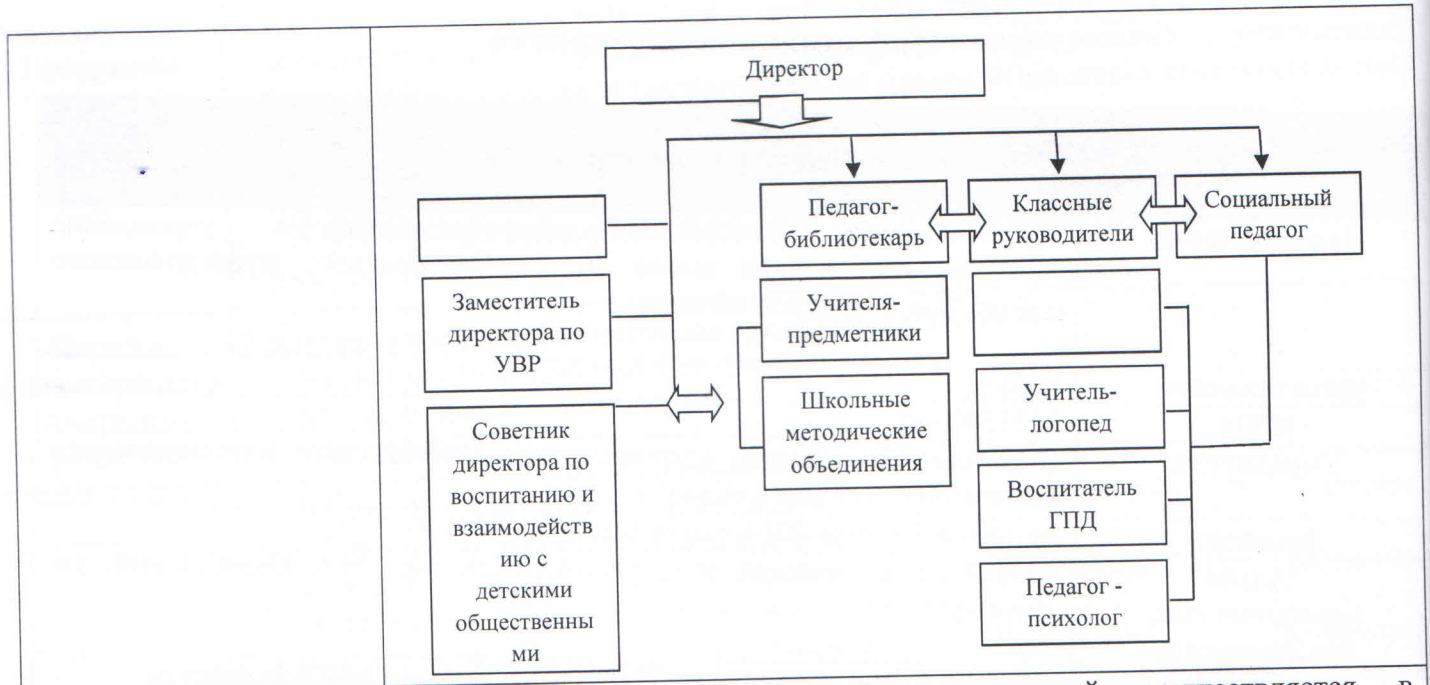 Директор
Педагог-
библиотекарь
Классные
руководители
Социальный
педагог
Заместитель
директора по
УВР
Учителя-
предметники
Советник
директора по
воспитанию и
взаимодейств
ию с
детскими
общественны
ми
Школьные
методические
объединения
Учитель-
логопед
Воспитатель
ГПД
Педагог -
психолог